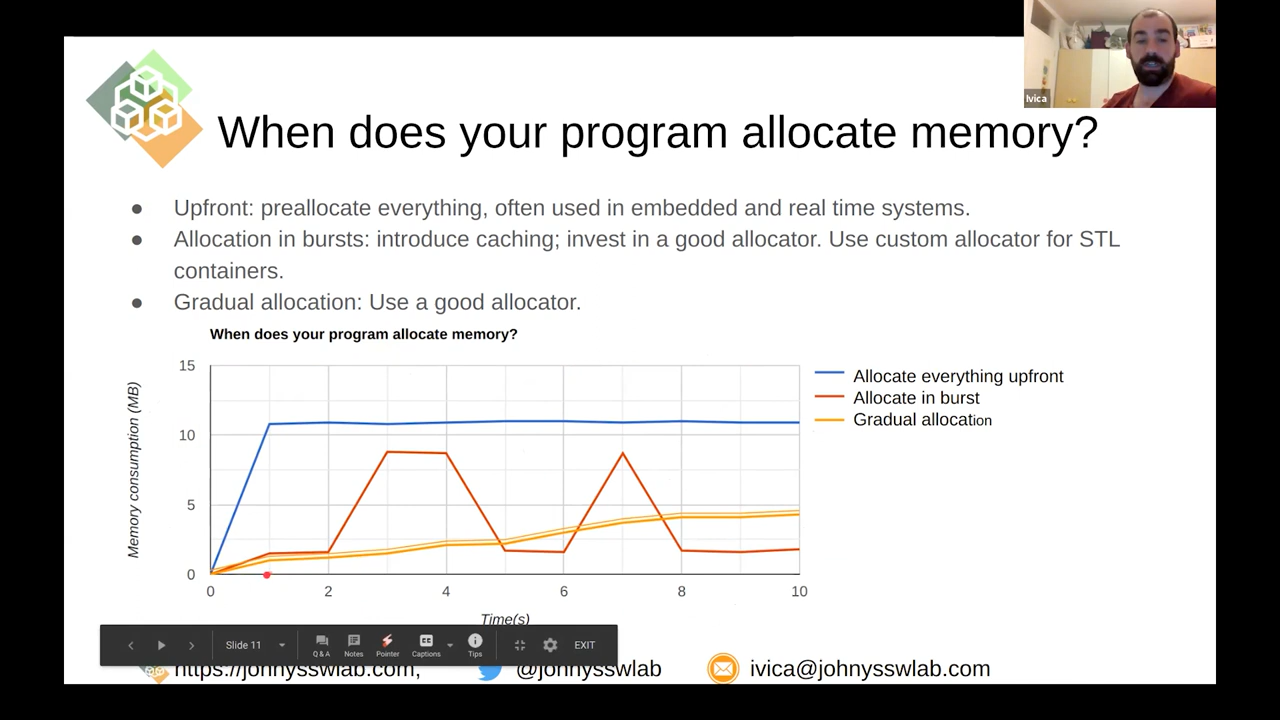 Ivica
When does your program allocate memory?
● Upfront: preallocate everything, often used in embedded and real time systems.
● Allocation in bursts: introduce caching; invest in a good allocator. Use custom allocator for STL
containers.
● Gradual allocation: Use a good allocator.
When does your program allocate memory?
Memory consumption (MB)
15
10
5
0
0 2 4 6 8 10
Time(s)
Allocate everything upfront
Allocate in burst
Gradual allocation
Slide 11
Q & A
Notes
Pointer
CC
Captions
Tips
EXIT
https://johnysswlab.com, @johnysswlab ivica@johnysswlab.com